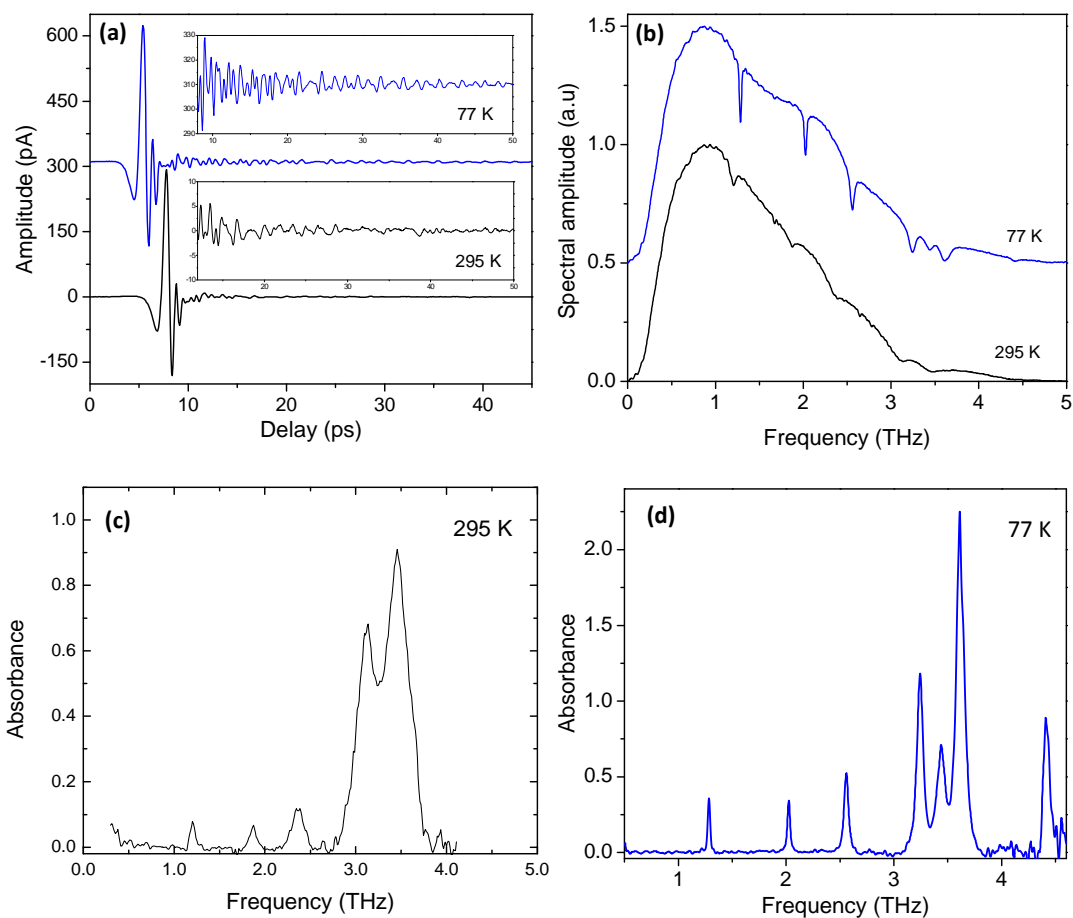 (a)
600
450
300
150
0
-150
Amplitude (pA)
0 10 20 30 40
Delay (ps)
330
320
310
300
290
10 20 30 40 50
77 K
10
5
0
-5
-10
20 30 40 50
295 K
(b)
1.5
1.0
0.5
0.0
Spectral amplitude (a.u)
77 K
295 K
0 1 2 3 4 5
Frequency (THz)
(c)
295 K
1.0
0.8
0.6
0.4
0.2
0.0
Absorbance
0.0 1.0 2.0 3.0 4.0 5.0
Frequency (THz)
(d)
77 K
2.0
1.5
1.0
0.5
0.0
Absorbance
1 2 3 4
Frequency (THz)